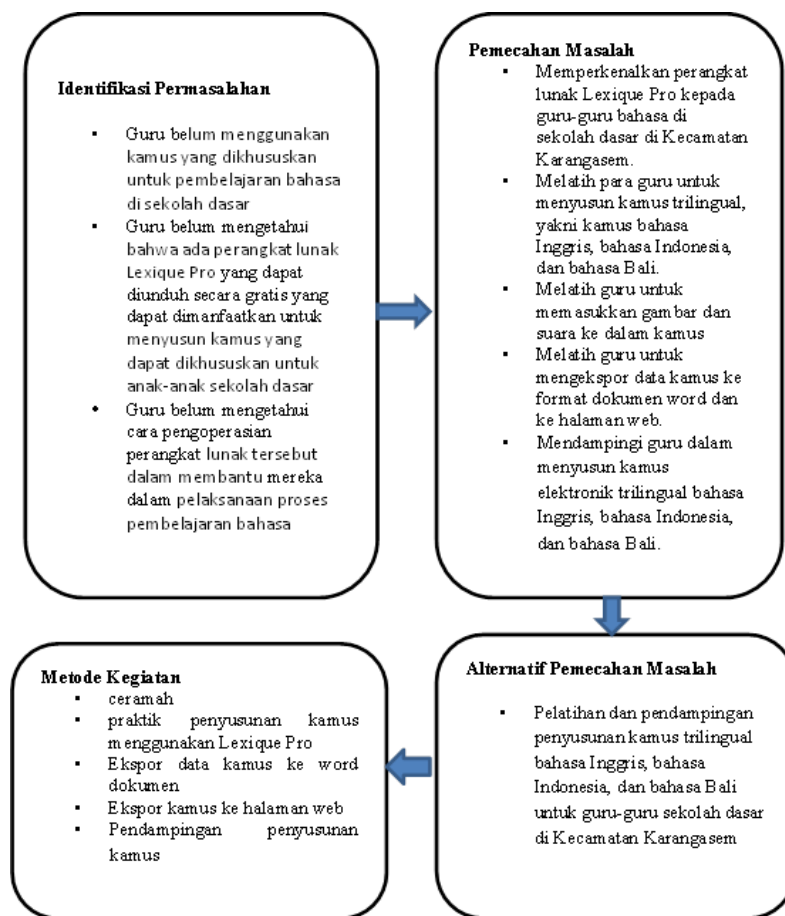 Identifikasi Permasalahan
▪ Guru belum menggunakan
kamus yang dikhususkan
untuk pembelajaran bahasa
di sekolah dasar
▪ Guru belum mengetahui
bahwa ada perangkat lunak
Lexique Pro yang dapat
diunduh secara gratis yang
dapat dimanfaatkan untuk
menyusun kamus yang
dapat dikhususkan untuk
anak-anak sekolah dasar
• Guru belum mengetahui
cara pengoperasian
perangkat lunak tersebut
dalam membantu mereka
dalam pelaksanaan proses
pembelajaran bahasa
Pemecahan Masalah
▪ Memperkenalkan perangkat
lunak Lexique Pro kepada
guru-guru bahasa di
sekolah dasar di Kecamatan
Karangasem.
▪ Melatih para guru untuk
menyusun kamus trilingual,
yakni kamus bahasa
Inggris, bahasa Indonesia,
dan bahasa Bali.
▪ Melatih guru untuk
memasukkan gambar dan
suara ke dalam kamus
▪ Melatih guru untuk
mengekspor data kamus ke
format dokumen word dan
ke halaman web.
▪ Mendampingi guru dalam
menyusun kamus
elektronik trilingual bahasa
Inggris, bahasa Indonesia,
dan bahasa Bali.
Alternatif Pemecahan Masalah
▪ Pelatihan dan pendampingan
penyusunan kamus trilingual
bahasa Inggris, bahasa
Indonesia, dan bahasa Bali
untuk guru-guru sekolah dasar
di Kecamatan Karangasem
Metode Kegiatan
▪ ceramah
▪ praktik penyusunan kamus
menggunakan Lexique Pro
▪ Ekspor data kamus ke word
dokumen
▪ Ekspor kamus ke halaman web
▪ Pendampingan penyusunan
kamus